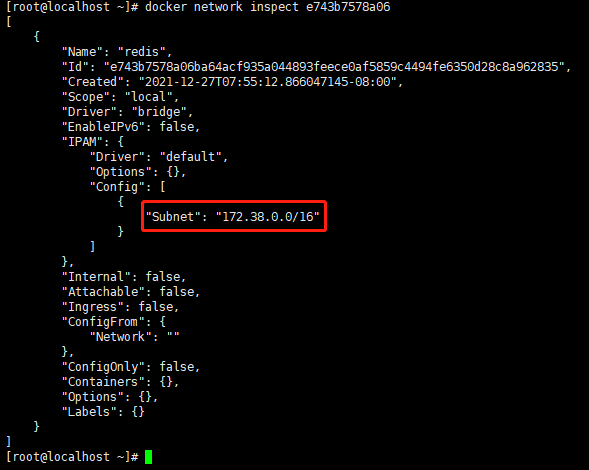 [root@localhost ~]# docker network inspect e743b7578a06
[
    {
        "Name": "redis",
        "Id": "e743b7578a06ba64acf935a044893feece0af5859c4494fe6350d28c8a962835",
        "Created": "2021-12-27T07:55:12.866047145-08:00",
        "Scope": "local",
        "Driver": "bridge",
        "EnableIPv6": false,
        "IPAM": {
            "Driver": "default",
            "Options": {},
            "Config": [
                {
                    "Subnet": "172.38.0.0/16"
                }
            ]
        },
        "Internal": false,
        "Attachable": false,
        "Ingress": false,
        "ConfigFrom": {
            "Network": ""
        },
        "ConfigOnly": false,
        "Containers": {},
        "Options": {},
        "Labels": {}
    }
]
[root@localhost ~]#